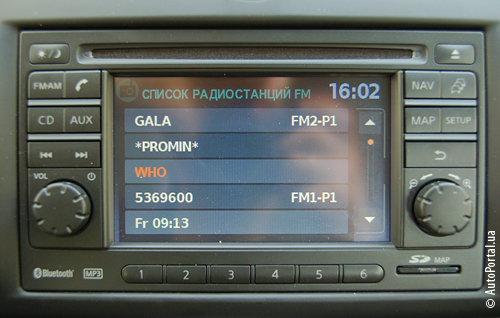 FM·AM
NAV
СПИСОК РАДИОСТАНЦИЙ FM 16:02
CD AUX
GALA FM2-P1
MAP SETUP
*PROMIN*
WHO
VOL
5369600 FM1-P1
Fr 09:13
Bluetooth MP3
1 2 3 4 5 6
SD MAP
© AutoPortal.ua